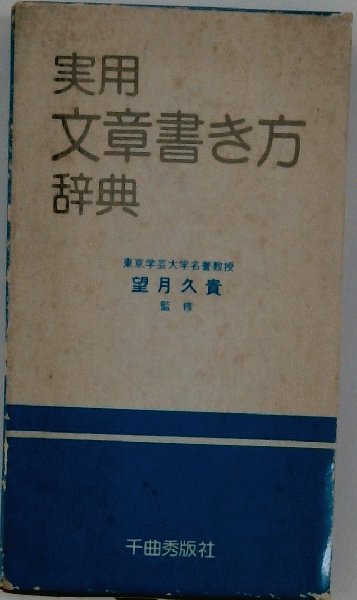 実用
文章書き方
辞典
東京学芸大学名誉教授
望月久貴
監修
千曲秀版社